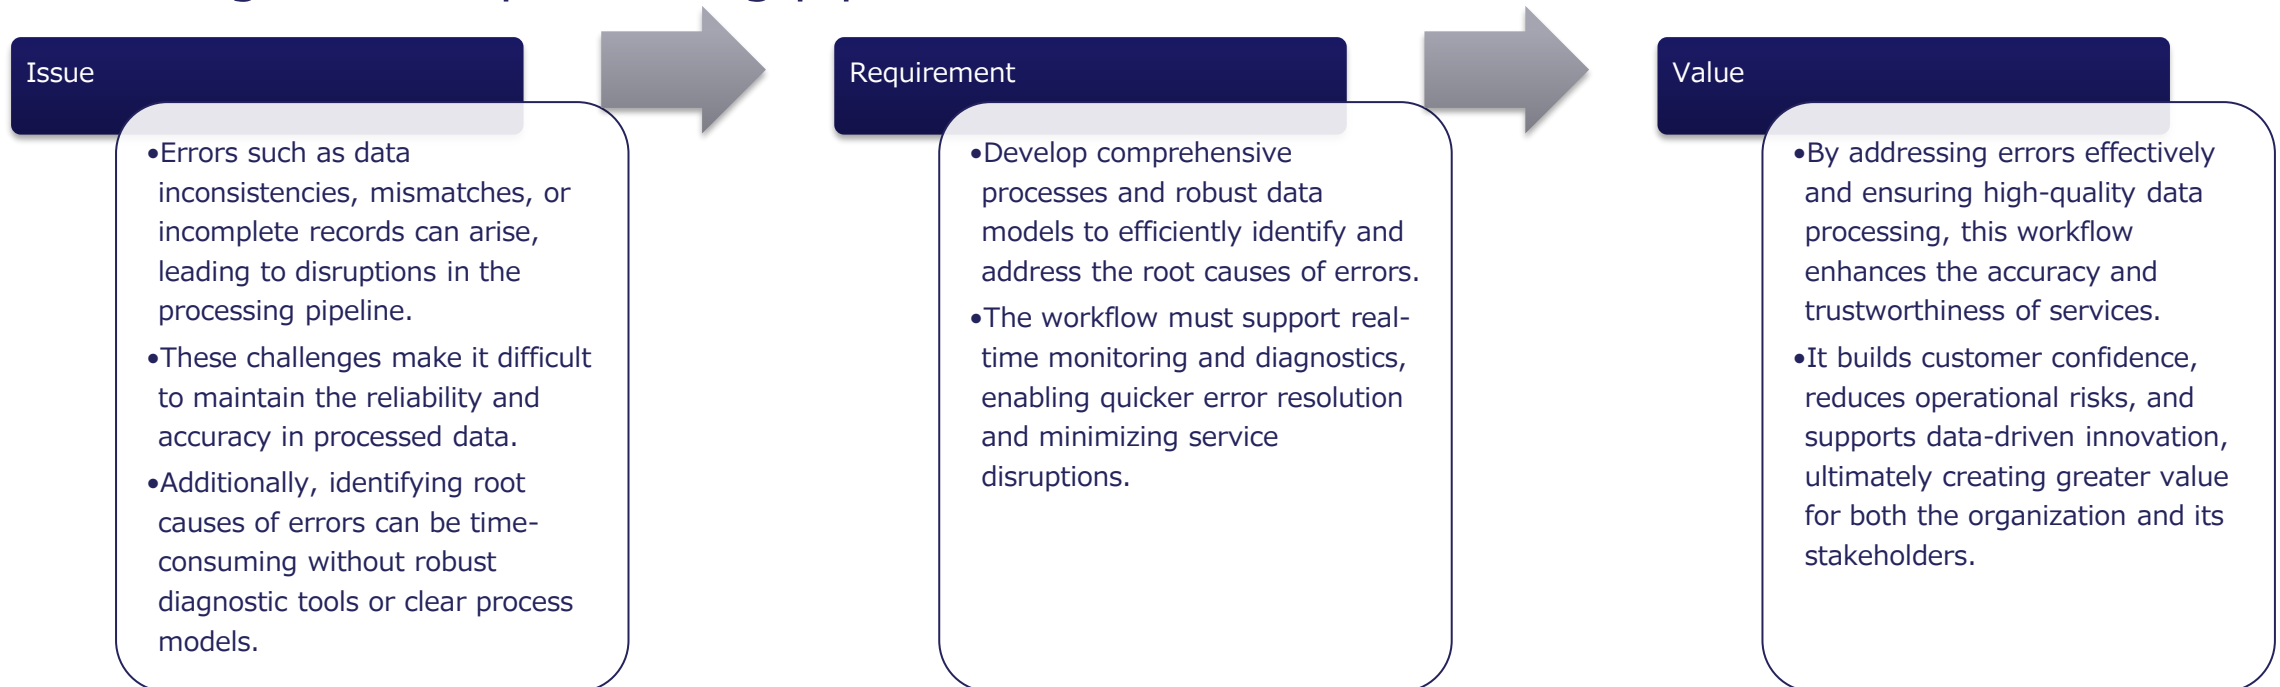 Issue
•Errors such as data
inconsistencies, mismatches, or
incomplete records can arise,
leading to disruptions in the
processing pipeline.
•These challenges make it difficult
to maintain the reliability and
accuracy in processed data.
•Additionally, identifying root
causes of errors can be time-
consuming without robust
diagnostic tools or clear process
models.
Requirement
•Develop comprehensive
processes and robust data
models to efficiently identify and
address the root causes of errors.
•The workflow must support real-
time monitoring and diagnostics,
enabling quicker error resolution
and minimizing service
disruptions.
Value
•By addressing errors effectively
and ensuring high-quality data
processing, this workflow
enhances the accuracy and
trustworthiness of services.
•It builds customer confidence,
reduces operational risks, and
supports data-driven innovation,
ultimately creating greater value
for both the organization and its
stakeholders.